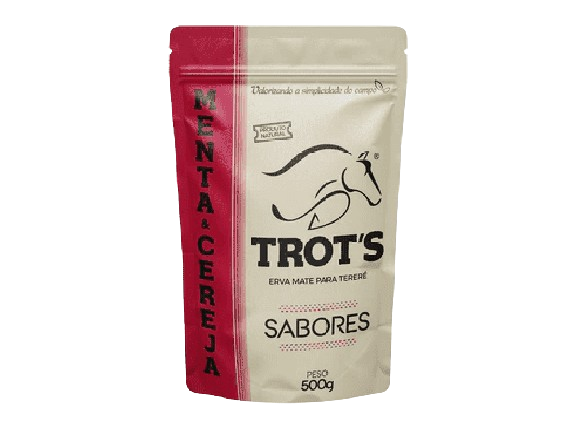 Valorizando a simplicidade do campo
PRODUTO
NATURAL
MENTA & CEREJA
®
TROT'S
ERVA MATE PARA TERERÉ
SABORES
PESO
500g